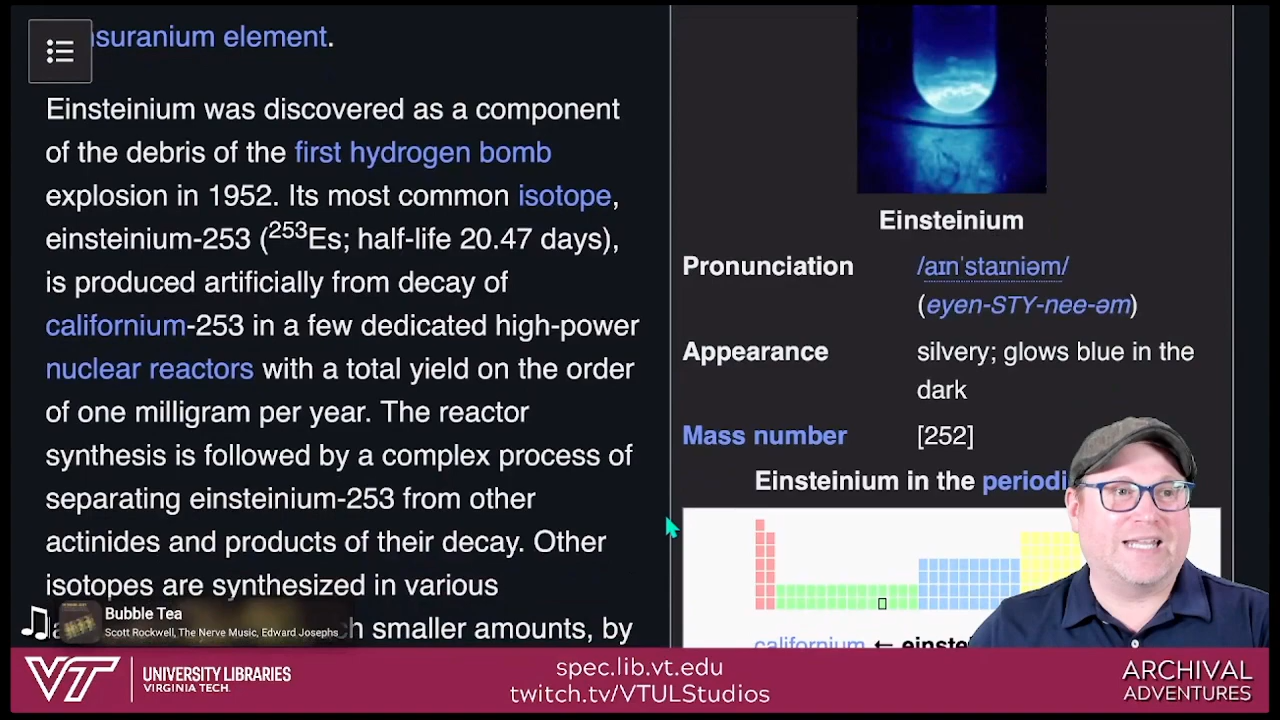 suranium element.
Einsteinium was discovered as a component
of the debris of the first hydrogen bomb
explosion in 1952. Its most common isotope,
einsteinium-253 (²⁵³Es; half-life 20.47 days),
is produced artificially from decay of
californium-253 in a few dedicated high-power
nuclear reactors with a total yield on the order
of one milligram per year. The reactor
synthesis is followed by a complex process of
separating einsteinium-253 from other
actinides and products of their decay. Other
isotopes are synthesized in various
h smaller amounts, by
Einsteinium
Pronunciation /aɪnˈstaɪniəm/
(eyen-STY-nee-əm)
Appearance silvery; glows blue in the
dark
Mass number [252]
Einsteinium in the periodi
californium ← einste
Bubble Tea
Scott Rockwell, The Nerve Music, Edward Josephs
VT UNIVERSITY LIBRARIES
VIRGINIA TECH.
spec.lib.vt.edu
twitch.tv/VTULStudios
ARCHIVAL
ADVENTURES